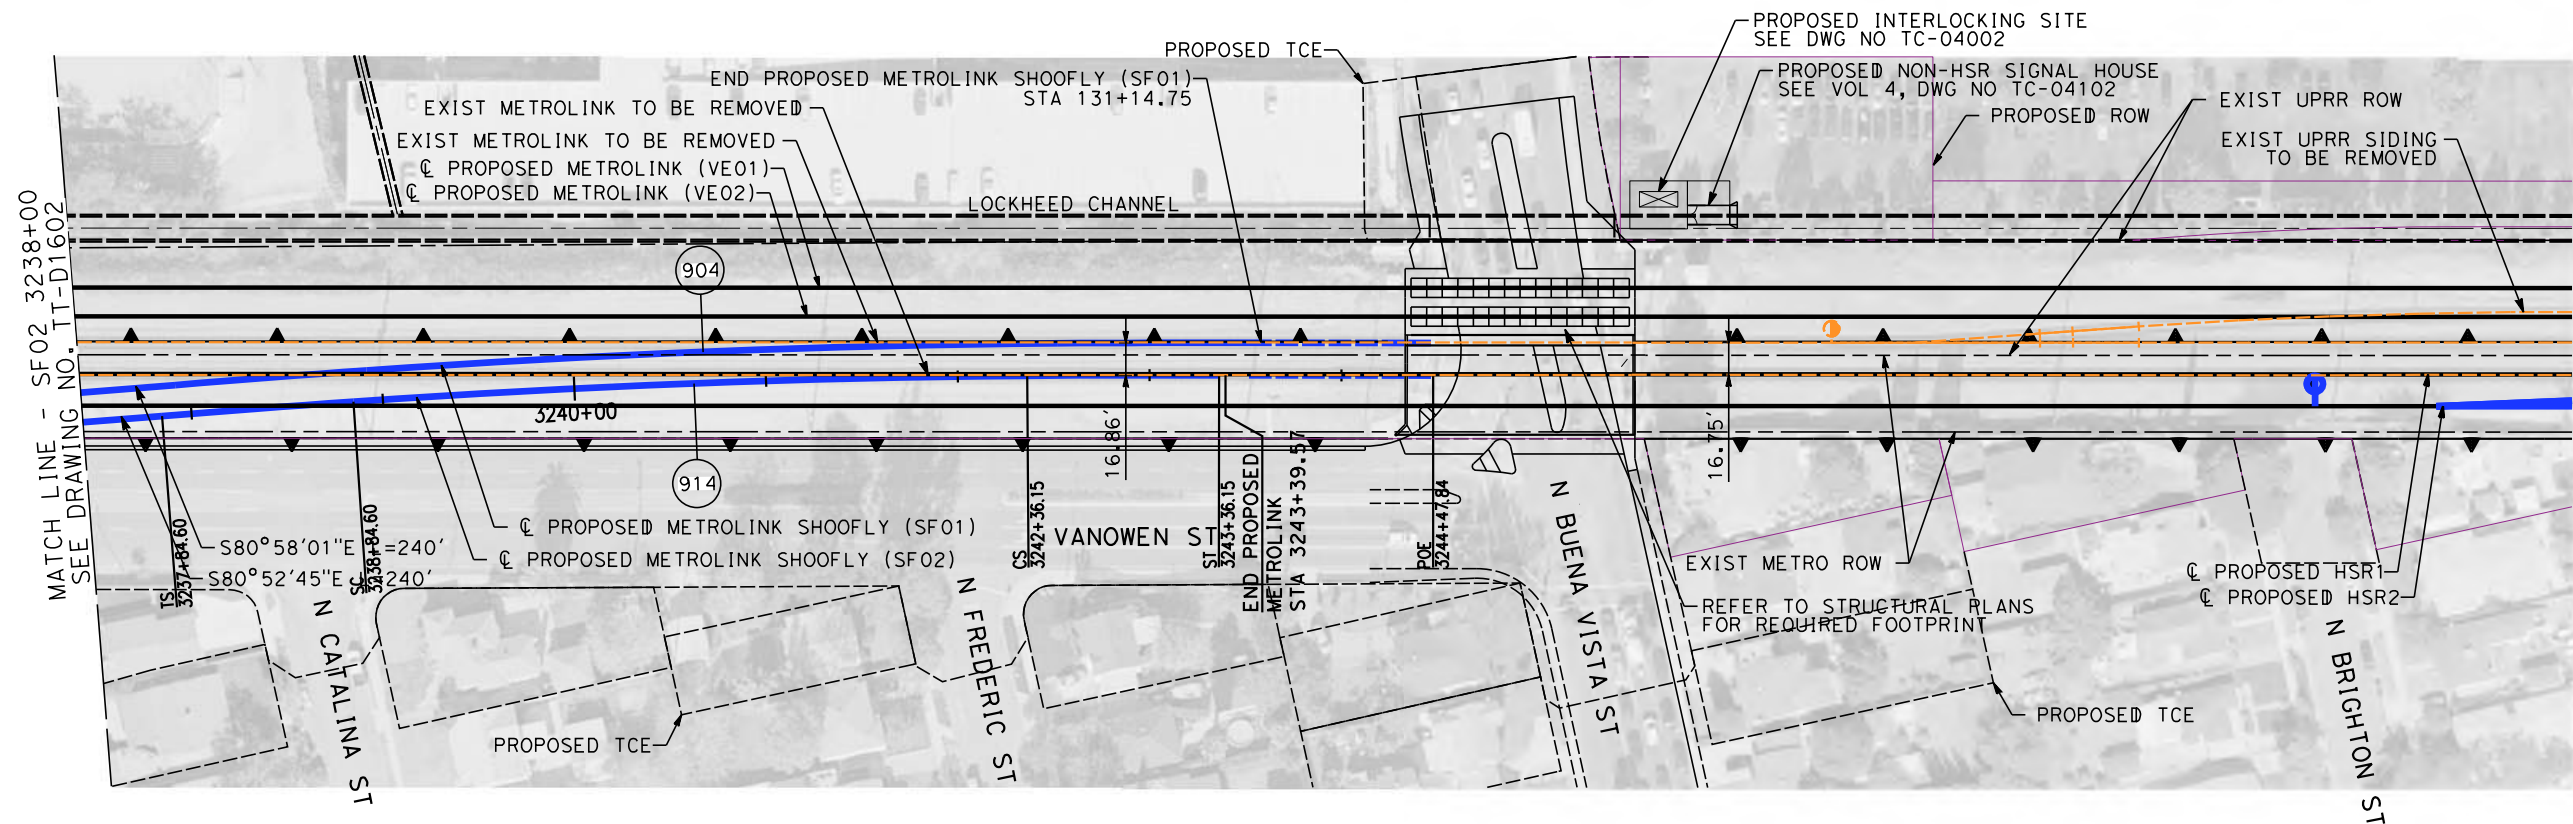 PROPOSED INTERLOCKING SITE
SEE DWG NO TC-04002
PROPOSED TCE
PROPOSED NON-HSR SIGNAL HOUSE
SEE VOL 4, DWG NO TC-04102
END PROPOSED METROLINK SHOOFLY (SF01)
STA 131+14.75
EXIST METROLINK TO BE REMOVED
EXIST UPRR ROW
PROPOSED ROW
EXIST METROLINK TO BE REMOVED
EXIST UPRR SIDING
TO BE REMOVED
℄ PROPOSED METROLINK (VE01)
℄ PROPOSED METROLINK (VE02)
LOCKHEED CHANNEL
MATCH LINE - SF02 3238+00
SEE DRAWING NO. TT-D1602
904
3240+00
914
16.86'
16.75'
℄ PROPOSED METROLINK SHOOFLY (SF01)
℄ PROPOSED METROLINK SHOOFLY (SF02)
S80°58'01"E L=240'
S80°52'45"E L=240'
TS
3237+84.60
SC
3238+84.60
CS
3242+36.15
ST
3243+36.15
END PROPOSED
METROLINK
STA 3243+39.57
POE
3244+47.84
VANOWEN ST
EXIST METRO ROW
REFER TO STRUCTURAL PLANS
FOR REQUIRED FOOTPRINT
℄ PROPOSED HSR1
℄ PROPOSED HSR2
N CATALINA ST
N FREDERIC ST
N BUENA VISTA ST
N BRIGHTON ST
PROPOSED TCE
PROPOSED TCE